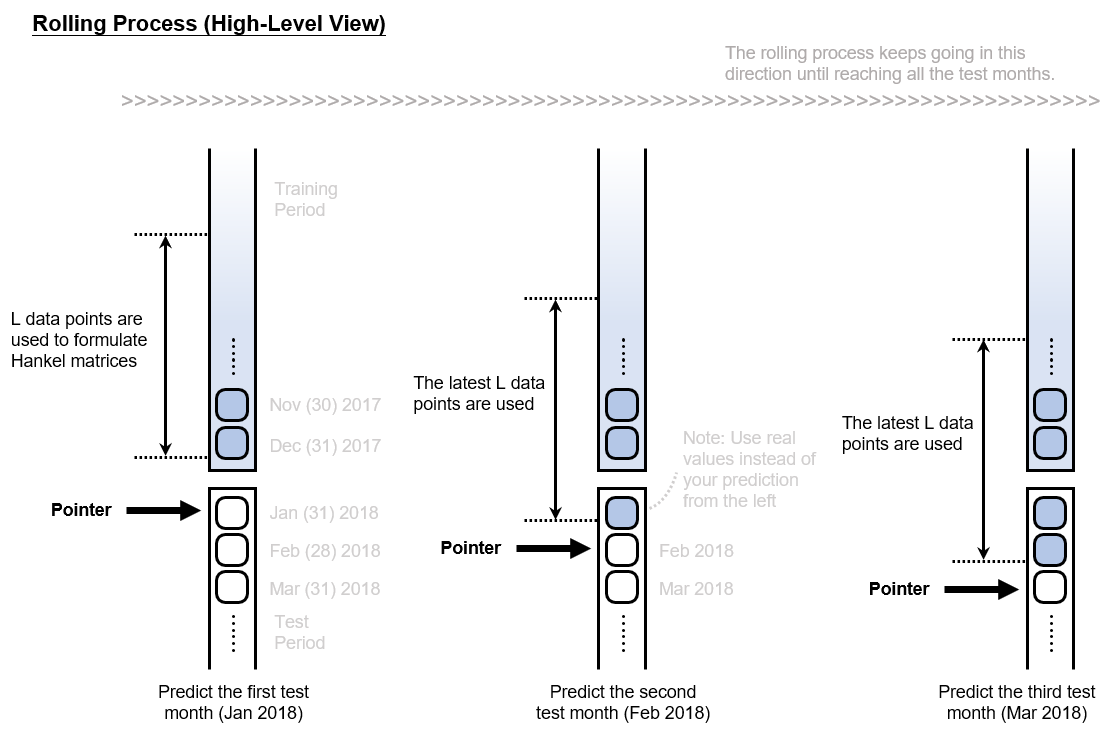 Rolling Process (High-Level View)
The rolling process keeps going in this
direction until reaching all the test months.
>>>>>>>>>>>>>>>>>>>>>>>>>>>>>>>>>>>>>>>>>>>>>>>>>>>>>>>>>>>>>>>>>>>>>>>>>>>
Training
Period
L data points are
used to formulate
Hankel matrices
Nov (30) 2017
Dec (31) 2017
Pointer
Jan (31) 2018
Feb (28) 2018
Mar (31) 2018
Test
Period
Predict the first test
month (Jan 2018)
The latest L data
points are used
Note: Use real
values instead of
your prediction
from the left
Pointer
Feb 2018
Mar 2018
Predict the second
test month (Feb 2018)
The latest L data
points are used
Pointer
Predict the third test
month (Mar 2018)